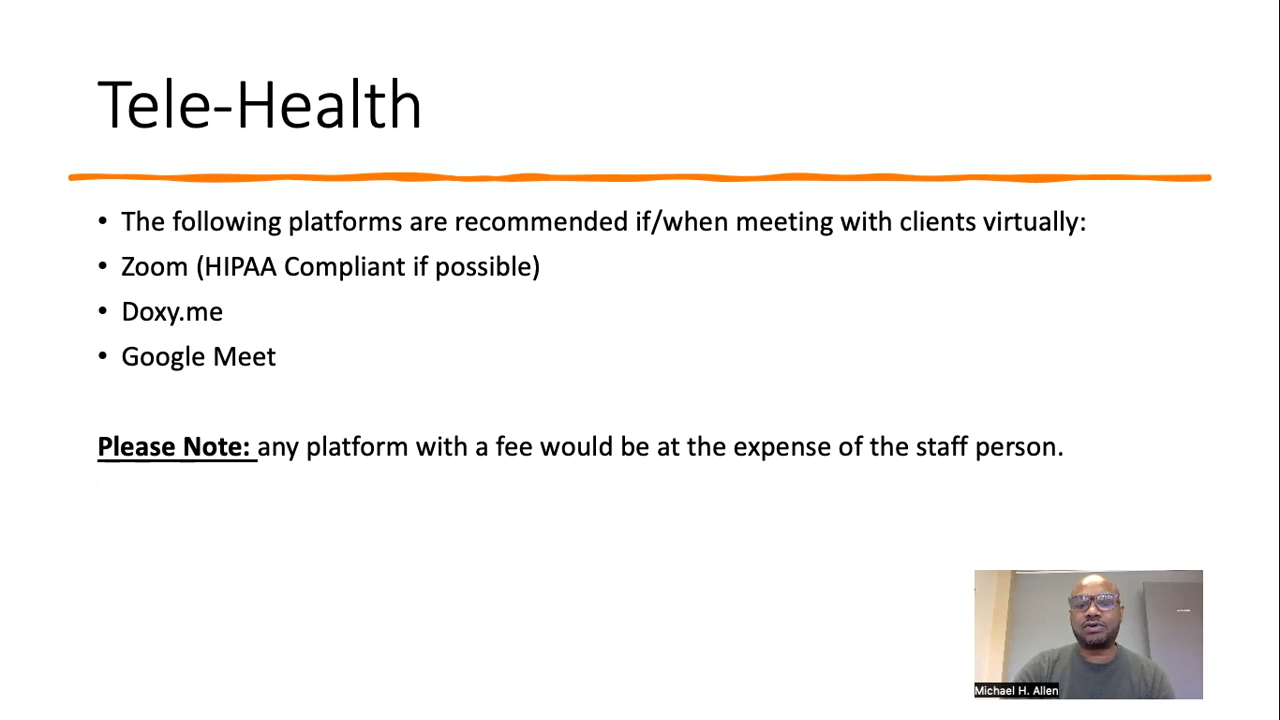 Tele-Health
• The following platforms are recommended if/when meeting with clients virtually:
• Zoom (HIPAA Compliant if possible)
• Doxy.me
• Google Meet
Please Note: any platform with a fee would be at the expense of the staff person.
Michael H. Allen